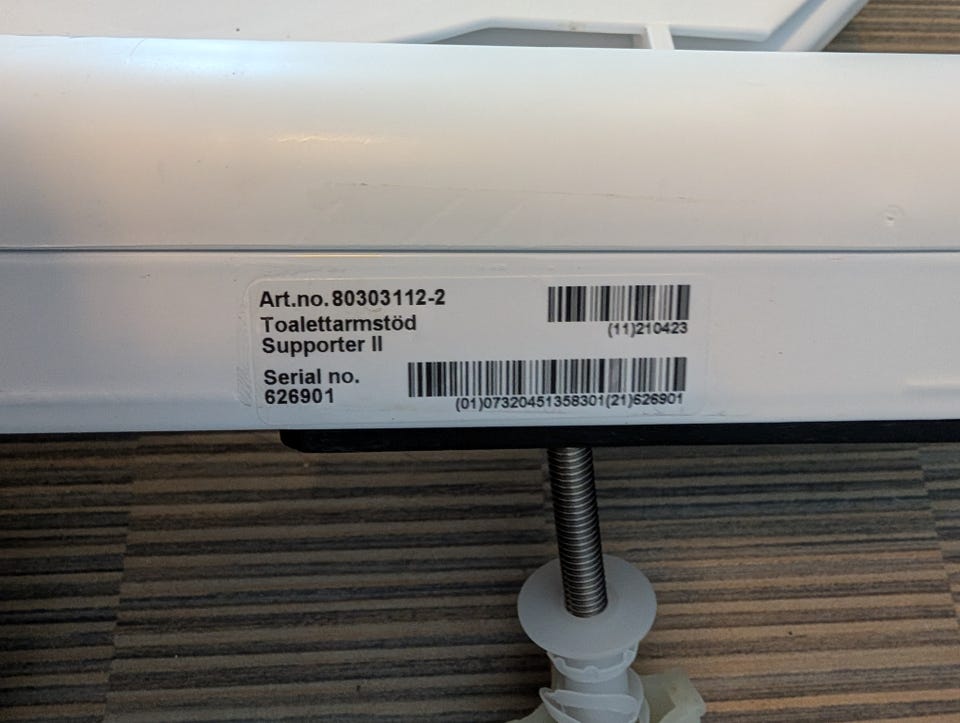 Art.no. 80303112-2
Toalettarmstöd
Supporter II
Serial no.
626901
(11)210423
(01)07320451358301(21)626901